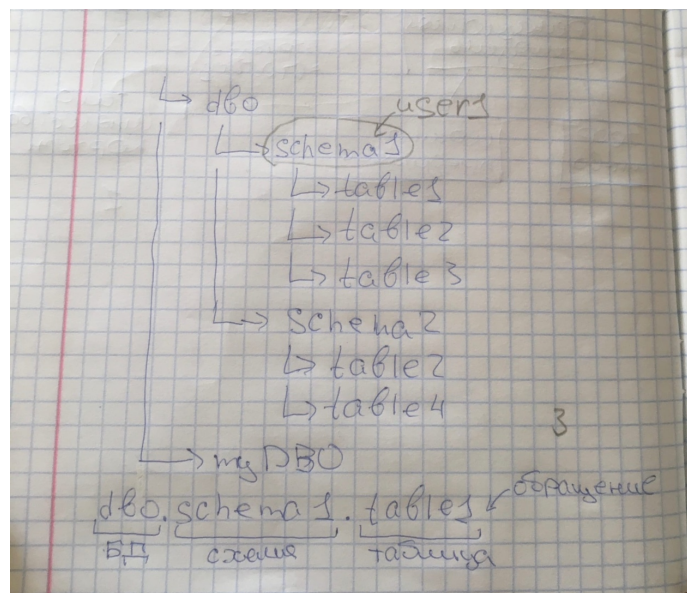 dbo
user1
schema1
table1
table2
table3
schema2
table2
table4
3
myDBO
dbo.schema1.table1
обращение
БД схема таблица